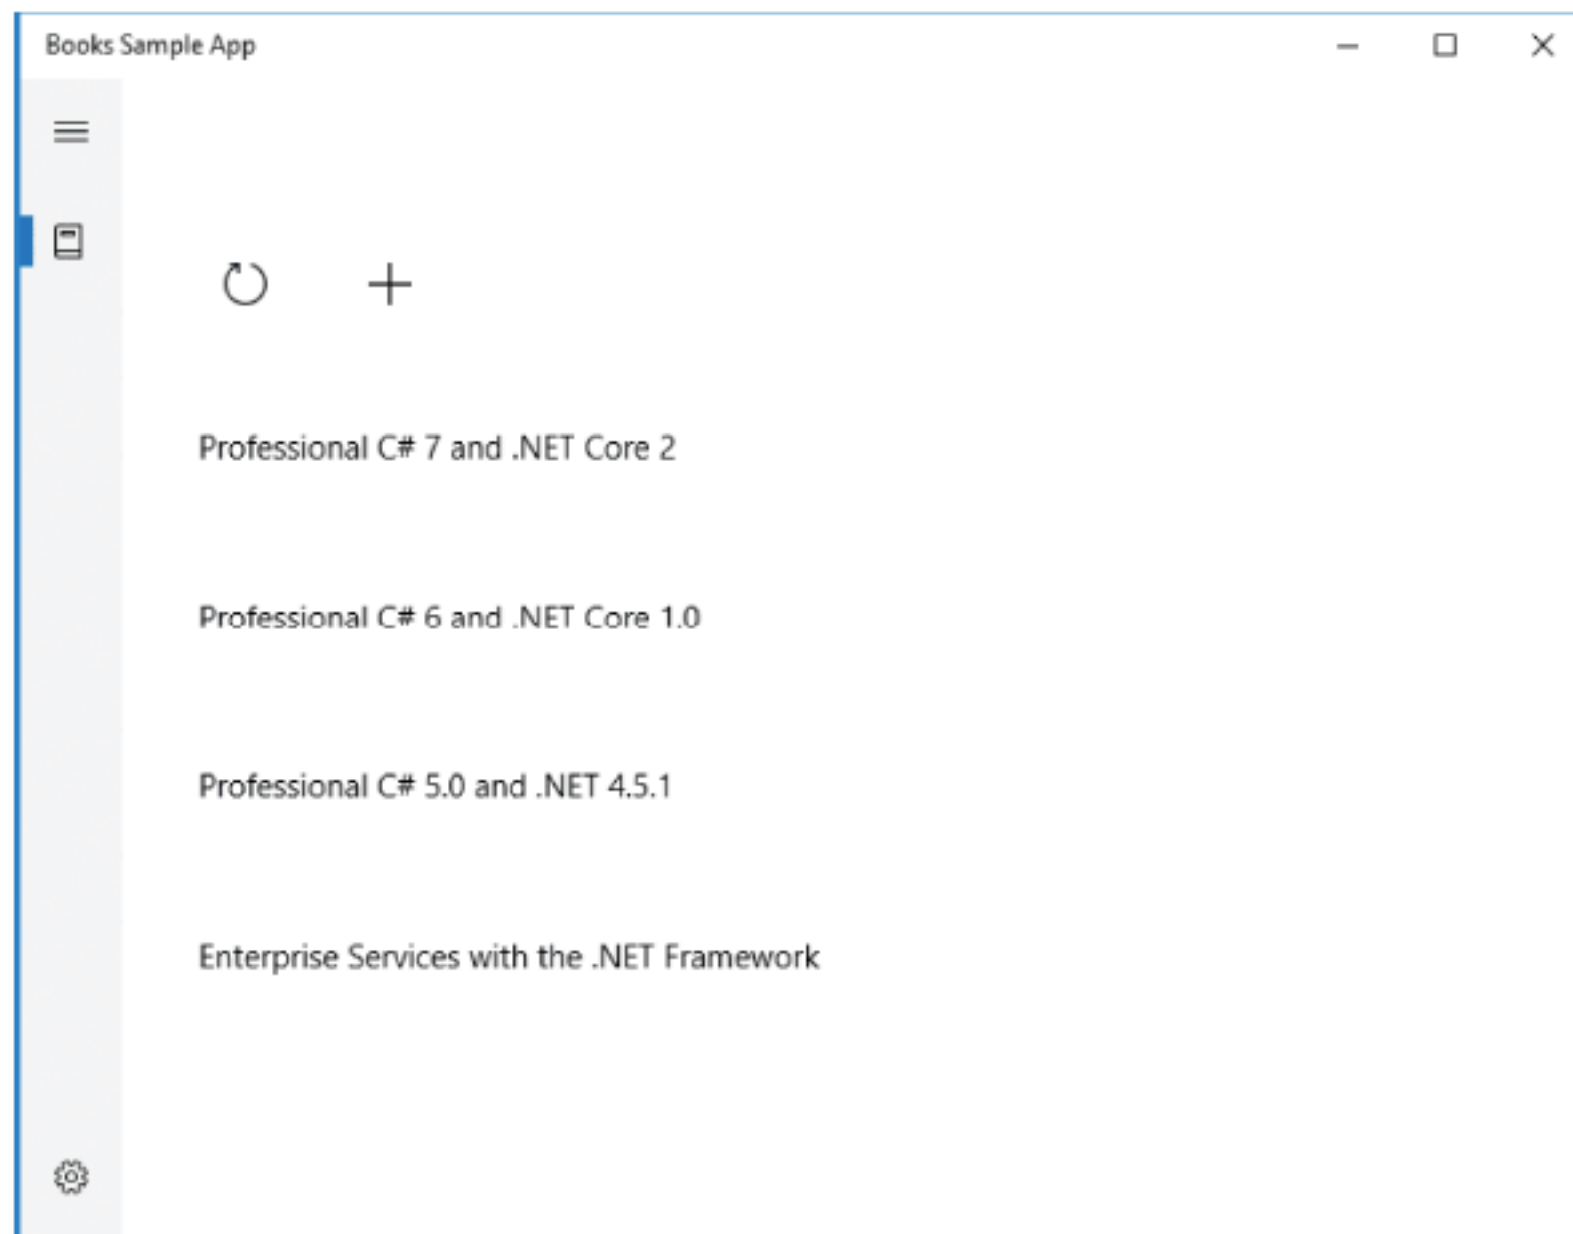 Books Sample App
Professional C# 7 and .NET Core 2
Professional C# 6 and .NET Core 1.0
Professional C# 5.0 and .NET 4.5.1
Enterprise Services with the .NET Framework